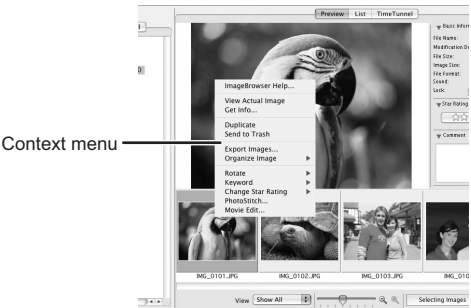 Preview List TimeTunnel
Basic Infor
File Name:
Modification D
File Size:
Image Size:
File Format:
Sound:
Lock:
Star Rating
Comment
Context menu
ImageBrowser Help...
View Actual Image
Get Info...
Duplicate
Send to Trash
Export Images...
Organize Image
Rotate
Keyword
Change Star Rating
PhotoStitch...
Movie Edit...
IMG_0101.JPG IMG_0102.JPG IMG_0103.JPG IMG_010
View Show All Selecting Images